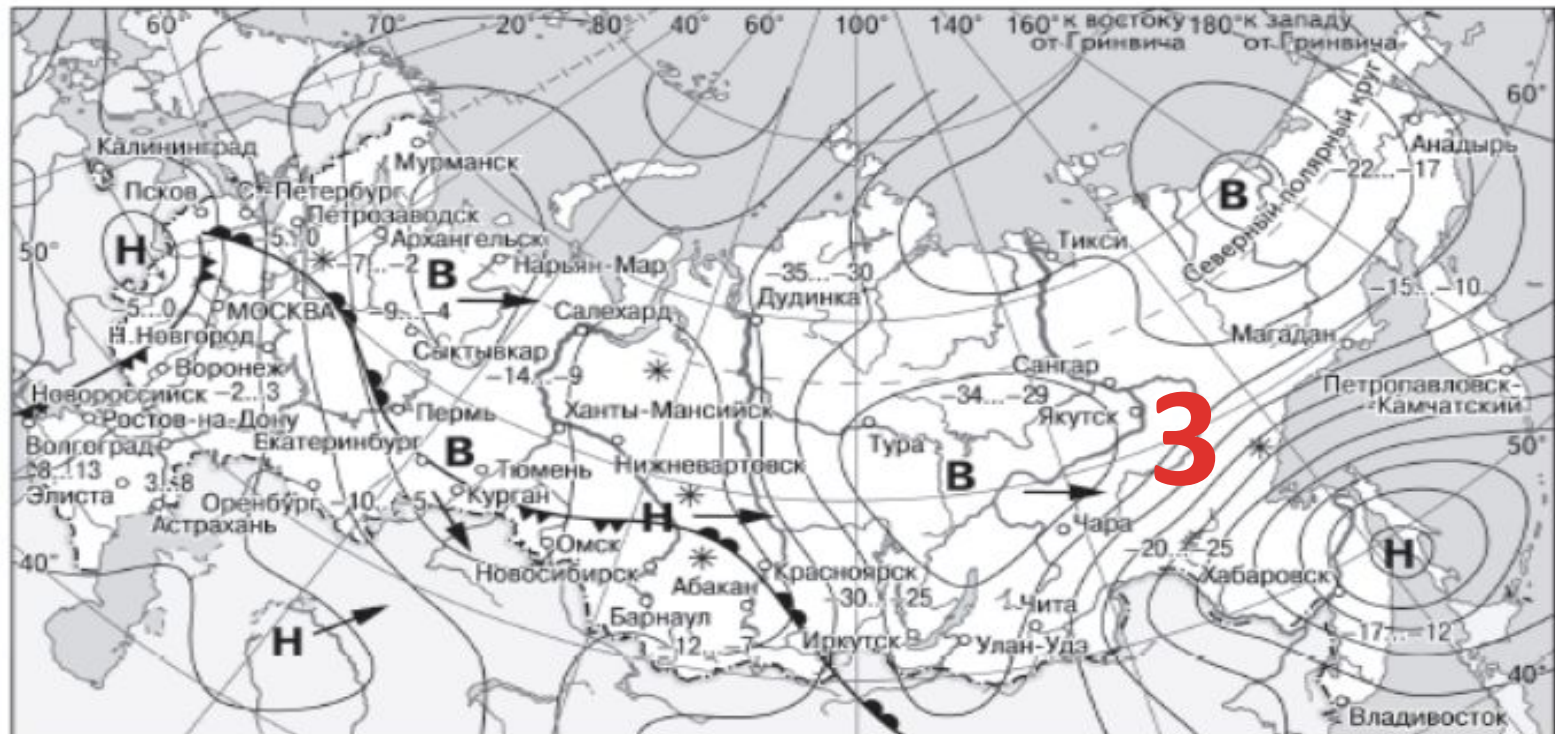 60° 70° 20° 80° 40° 60° 100° 140° 160° к востоку 180° к западу
от Гринвича от Гринвича
60°
Северный полярный круг
Калининград
Мурманск
Анадырь
Псков
С.-Петербург
-22...-17
Петрозаводск
В
Н
-5...0
Архангельск
Тикси
50°
-7...-2
В
Нарьян-Мар
-35...-30
Дудинка
-15...-10
5...0
МОСКВА
-9...-4
Салехард
Магадан
Н.Новгород
Сыктывкар
Сангар
Воронеж
-14...-9
Петропавловск-
-Камчатский
Новороссийск
-2...3
-34...-29
Якутск
3
Ростов-на-Дону
Пермь
Ханты-Мансийск
Тура
50°
Волгоград
Екатеринбург
В
Тюмень
Нижневартовск
В
8...13
Элиста
3...8
Оренбург
-10...-5
Курган
Астрахань
Н
Чара
Омск
-20...-25
Н
40°
Новосибирск
Абакан
Красноярск
Хабаровск
Барнаул
-30...-25
Чита
Н
-12...-7
Иркутск
Улан-Удэ
-17...-12
40°
Владивосток